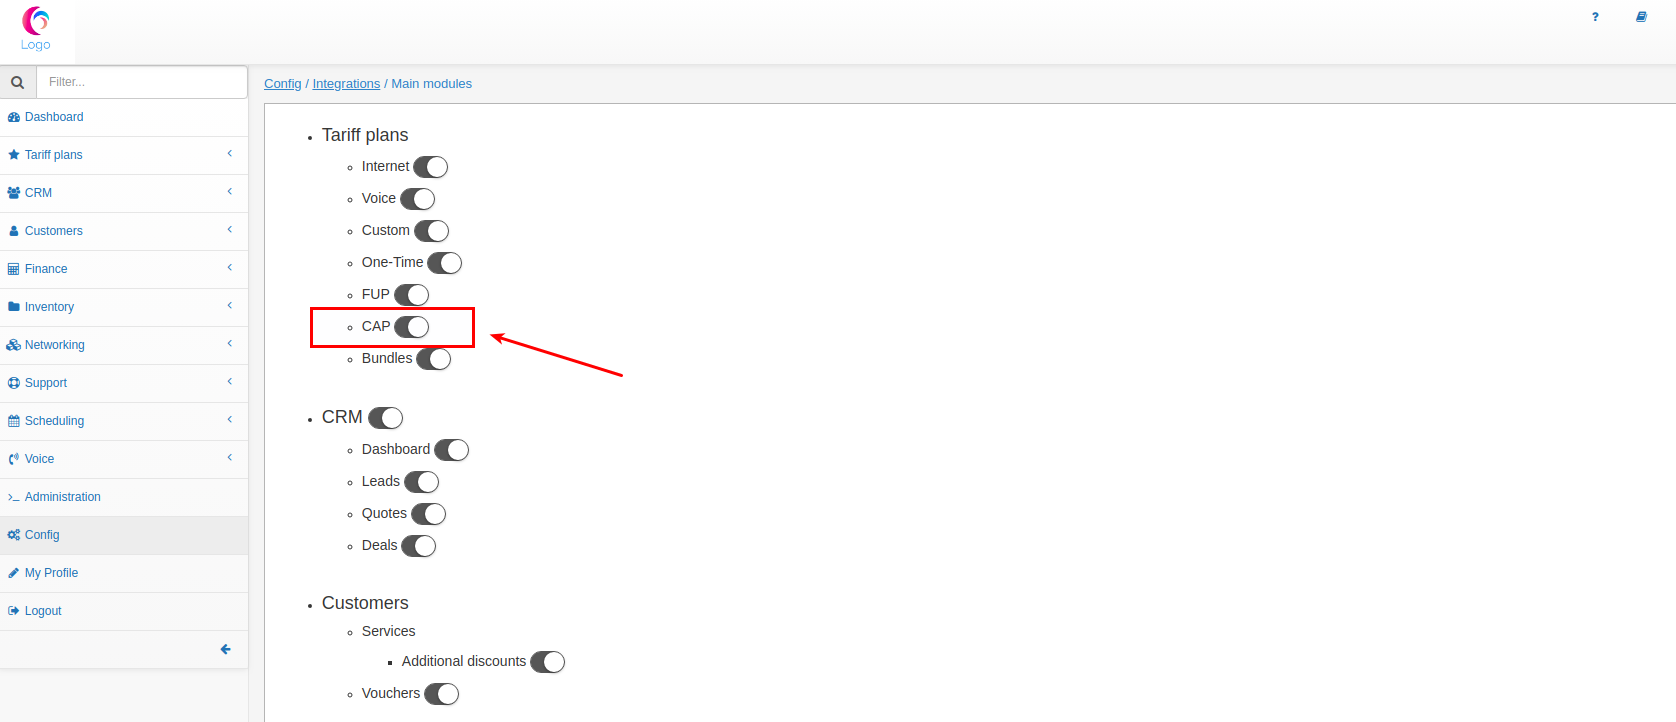 Logo
?
Filter...
Dashboard
Tariff plans
CRM
Customers
Finance
Inventory
Networking
Support
Scheduling
Voice
Administration
Config
My Profile
Logout
Config / Integrations / Main modules
Tariff plans
Internet
Voice
Custom
One-Time
FUP
CAP
Bundles
CRM
Dashboard
Leads
Quotes
Deals
Customers
Services
Additional discounts
Vouchers